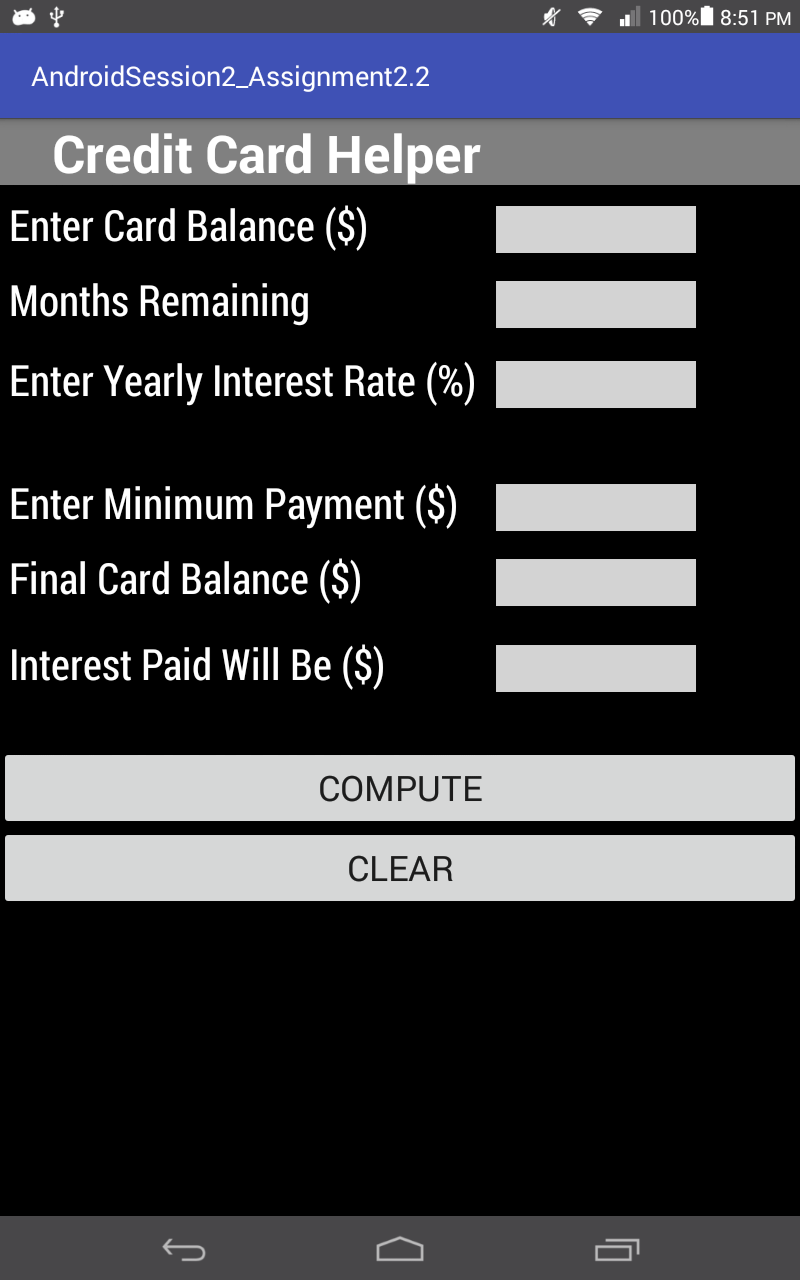 100% 8:51 PM
AndroidSession2_Assignment2.2
Credit Card Helper
Enter Card Balance ($)
Months Remaining
Enter Yearly Interest Rate (%)
Enter Minimum Payment ($)
Final Card Balance ($)
Interest Paid Will Be ($)
COMPUTE
CLEAR